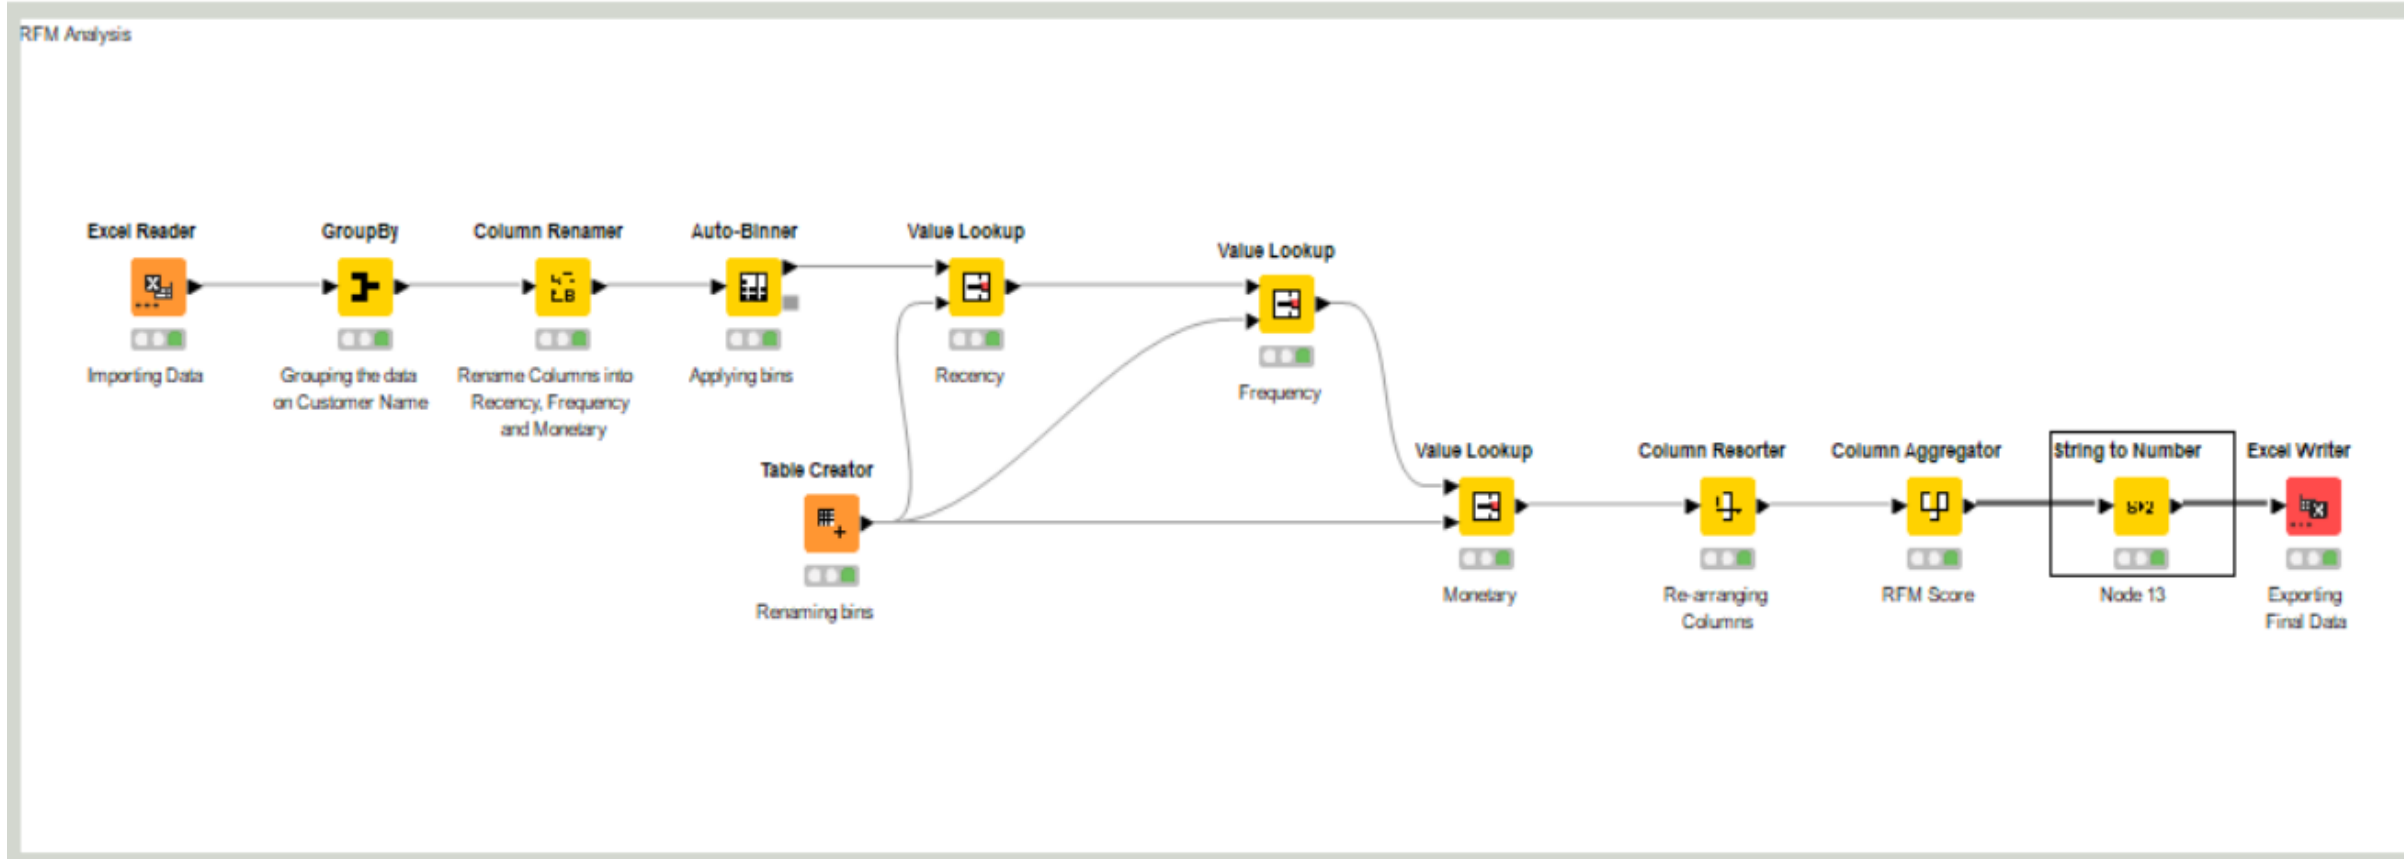 RFM Analysis
Excel Reader
GroupBy
Column Renamer
Auto-Binner
Value Lookup
Value Lookup
Importing Data
Grouping the data
on Customer Name
Rename Columns into
Recency, Frequency
and Monetary
Applying bins
Recency
Frequency
Table Creator
Renaming bins
Value Lookup
Column Resorter
Column Aggregator
String to Number
Excel Writer
Monetary
Re-arranging
Columns
RFM Score
Node 13
Exporting
Final Data